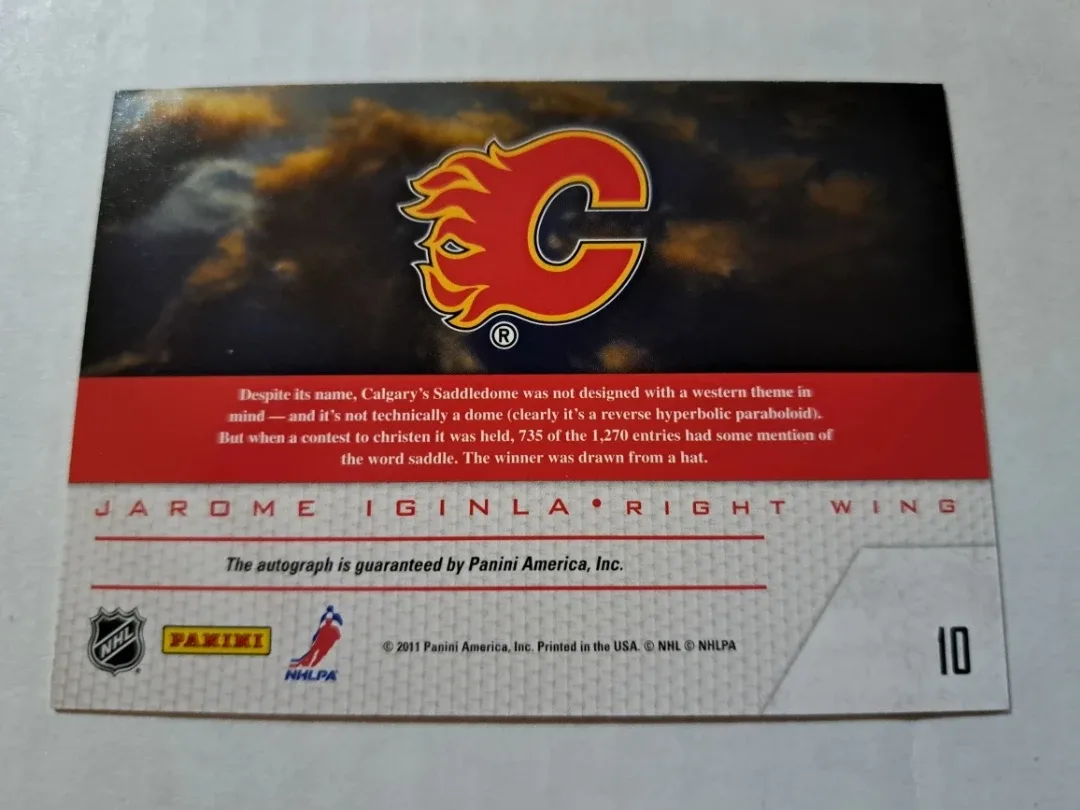 ®
Despite its name, Calgary's Saddledome was not designed with a western theme in
mind — and it's not technically a dome (clearly it's a reverse hyperbolic paraboloid).
But when a contest to christen it was held, 735 of the 1,270 entries had some mention of
the word saddle. The winner was drawn from a hat.
JAROME IGINLA • RIGHT WING
The autograph is guaranteed by Panini America, Inc.
NHL
PANINI
NHLPA
© 2011 Panini America, Inc. Printed in the USA. © NHL © NHLPA
10